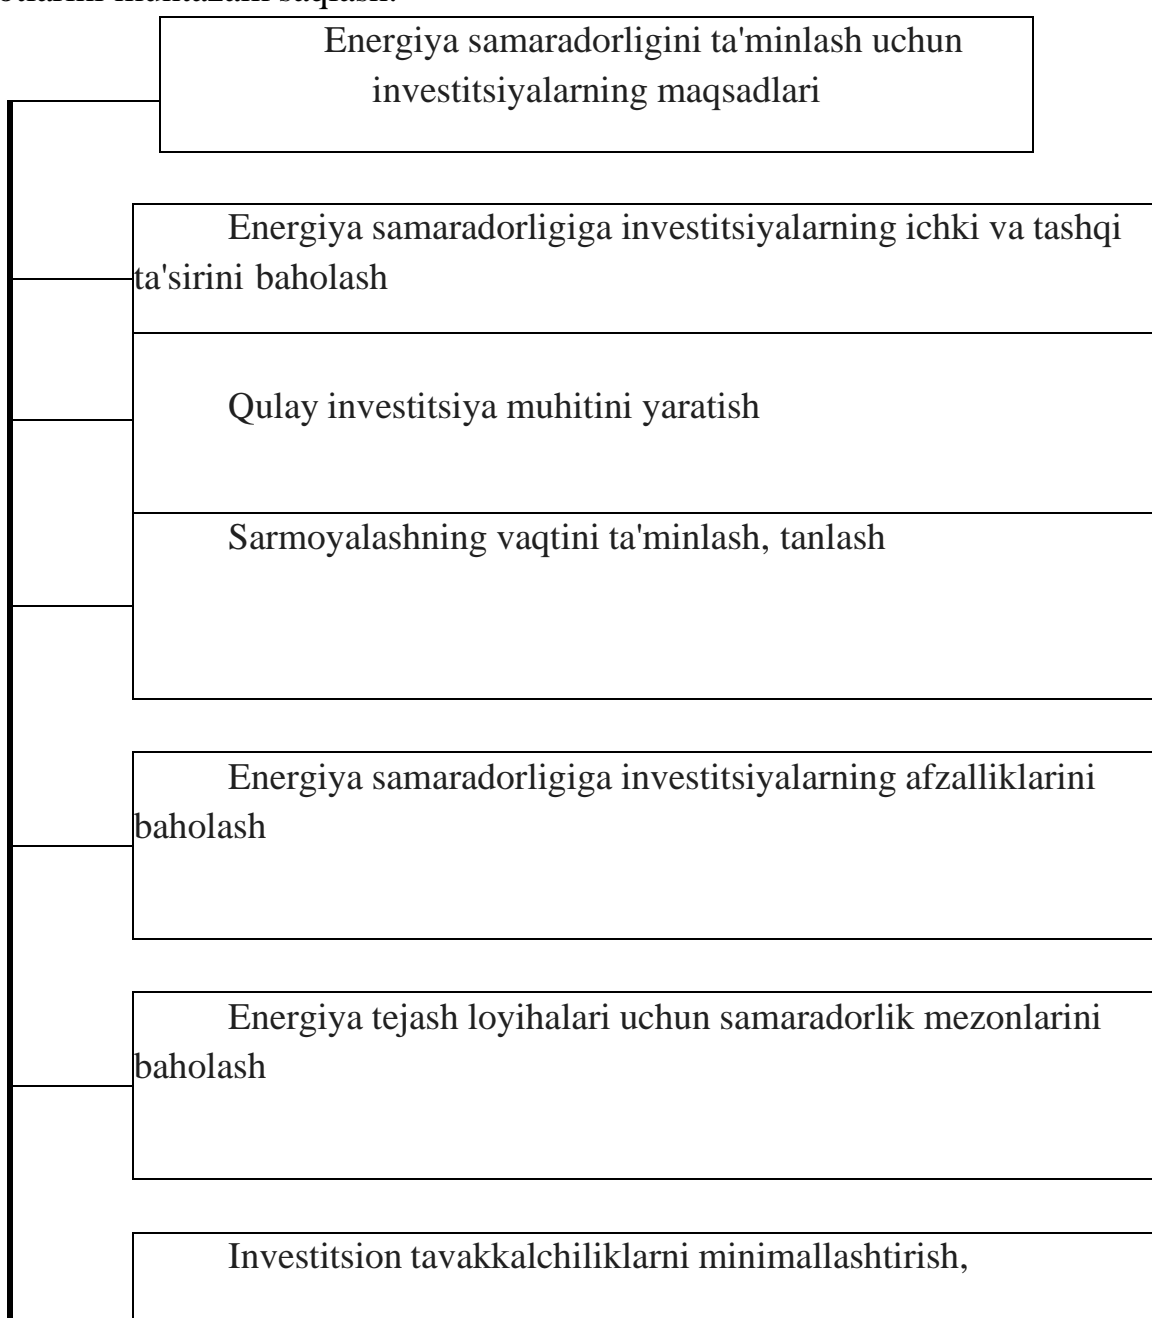 Energiya samaradorligini ta'minlash uchun
investitsiyalarning maqsadlari
Energiya samaradorligiga investitsiyalarning ichki va tashqi
ta'sirini baholash
Qulay investitsiya muhitini yaratish
Sarmoyalashning vaqtini ta'minlash, tanlash
Energiya samaradorligiga investitsiyalarning afzalliklarini
baholash
Energiya tejash loyihalari uchun samaradorlik mezonlarini
baholash
Investitsion tavakkalchiliklarni minimallashtirish,